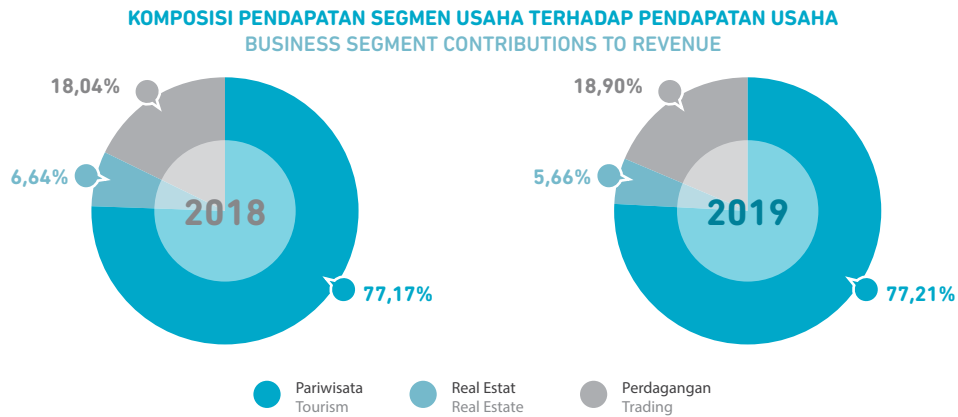 KOMPOSISI PENDAPATAN SEGMEN USAHA TERHADAP PENDAPATAN USAHA
BUSINESS SEGMENT CONTRIBUTIONS TO REVENUE
18,04%
6,64%
2018
77,17%
18,90%
5,66%
2019
77,21%
Pariwisata
Tourism
Real Estat
Real Estate
Perdagangan
Trading